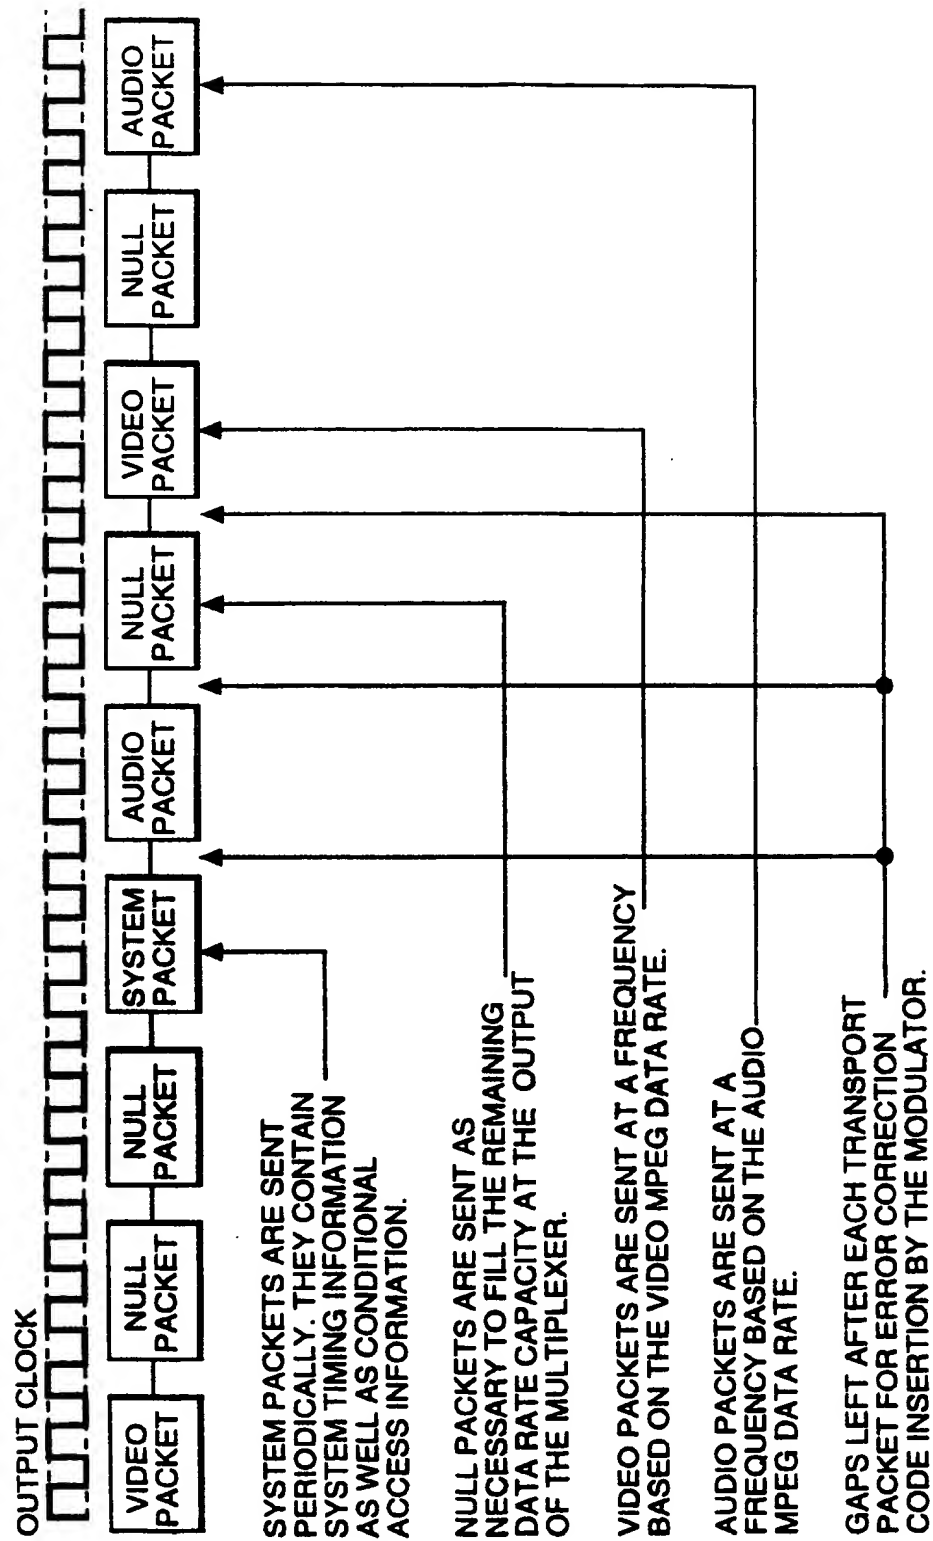 OUTPUT CLOCK
VIDEO
PACKET
NULL
PACKET
NULL
PACKET
SYSTEM
PACKET
AUDIO
PACKET
NULL
PACKET
VIDEO
PACKET
NULL
PACKET
AUDIO
PACKET
SYSTEM PACKETS ARE SENT
PERIODICALLY. THEY CONTAIN
SYSTEM TIMING INFORMATION
AS WELL AS CONDITIONAL
ACCESS INFORMATION.
NULL PACKETS ARE SENT AS
NECESSARY TO FILL THE REMAINING
DATA RATE CAPACITY AT THE OUTPUT
OF THE MULTIPLEXER.
VIDEO PACKETS ARE SENT AT A FREQUENCY
BASED ON THE VIDEO MPEG DATA RATE.
AUDIO PACKETS ARE SENT AT A
FREQUENCY BASED ON THE AUDIO
MPEG DATA RATE.
GAPS LEFT AFTER EACH TRANSPORT
PACKET FOR ERROR CORRECTION
CODE INSERTION BY THE MODULATOR.